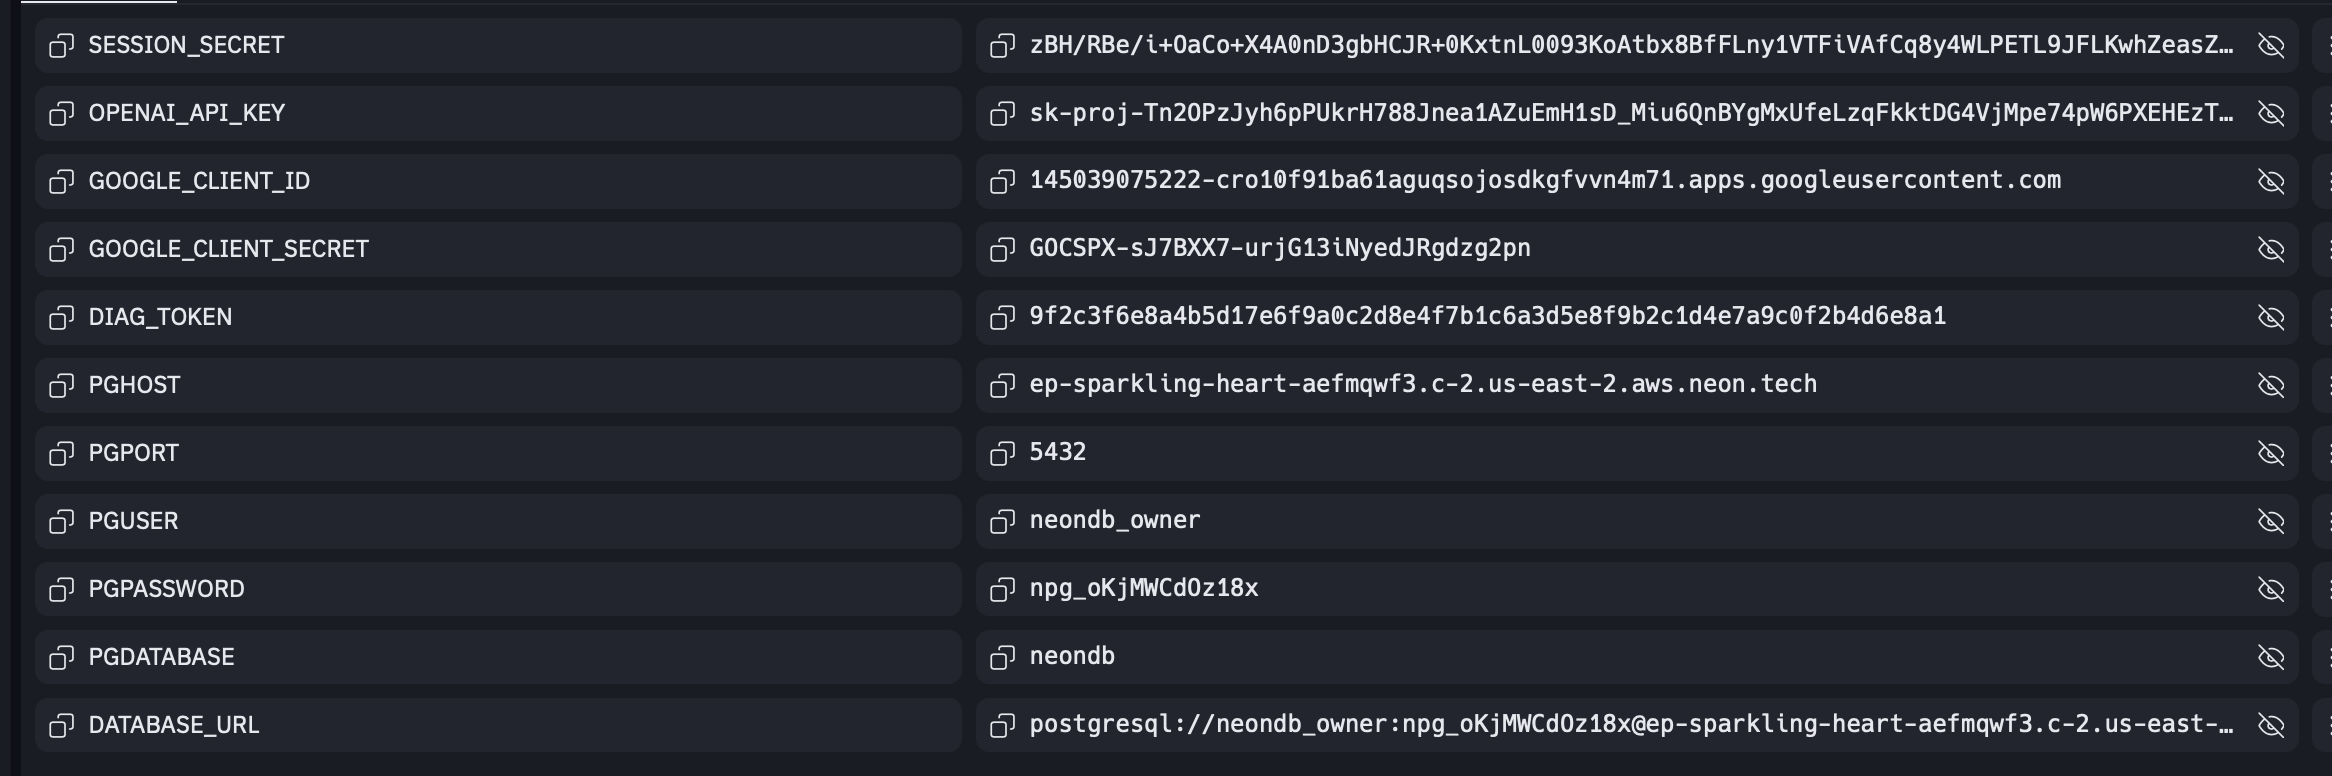 SESSION_SECRET zBH/RBe/i+OaCo+X4A0nD3gbHCJR+0KxtnL0093KoAtbx8BfFLny1VTFiVAfCq8y4WLPETL9JFLKwhZeasZ…
OPENAI_API_KEY sk-proj-Tn2OPzJyh6pPUkrH788Jnea1AZuEmH1sD_Miu6QnBYgMxUfeLzqFkktDG4VjMpe74pW6PXEHEzT…
GOOGLE_CLIENT_ID 145039075222-cro10f91ba61aguqsojosdkgfvvn4m71.apps.googleusercontent.com
GOOGLE_CLIENT_SECRET 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
DIAG_TOKEN 9f2c3f6e8a4b5d17e6f9a0c2d8e4f7b1c6a3d5e8f9b2c1d4e7a9c0f2b4d6e8a1
PGHOST ep-sparkling-heart-aefmqwf3.c-2.us-east-2.aws.neon.tech
PGPORT 5432
PGUSER neondb_owner
PGPASSWORD npg_oKjMWCdOz18x
PGDATABASE neondb
DATABASE_URL postgresql://neondb_owner:npg_oKjMWCdOz18x@ep-sparkling-heart-aefmqwf3.c-2.us-east-…